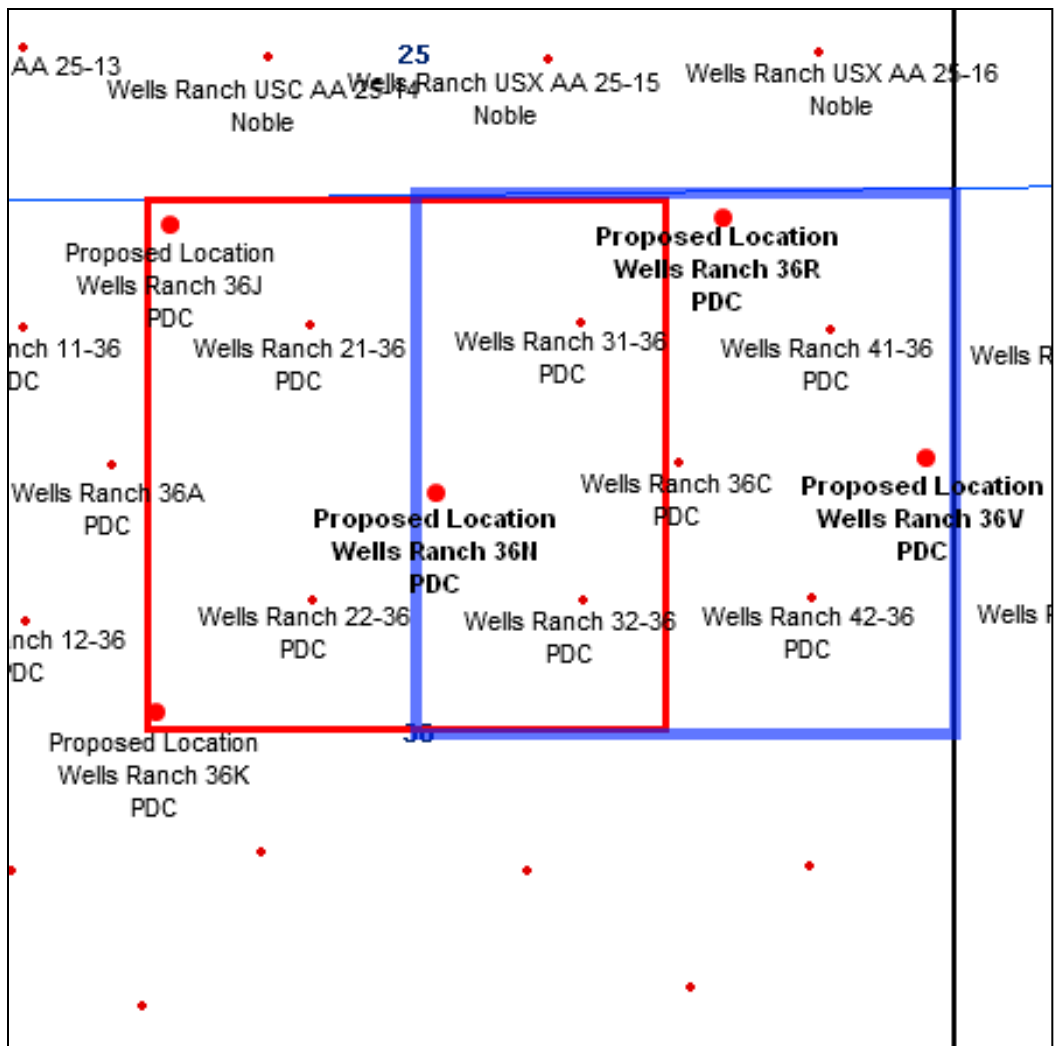 25
AA 25-13
Wells Ranch USC AA 25-14
Noble
Wells Ranch USX AA 25-15
Noble
Wells Ranch USX AA 25-16
Noble
Proposed Location
Wells Ranch 36J
PDC
Proposed Location
Wells Ranch 36R
PDC
nch 11-36
PDC
Wells Ranch 21-36
PDC
Wells Ranch 31-36
PDC
Wells Ranch 41-36
PDC
Wells R
Wells Ranch 36A
PDC
Proposed Location
Wells Ranch 36N
PDC
Wells Ranch 36C
PDC
Proposed Location
Wells Ranch 36V
PDC
nch 12-36
PDC
Wells Ranch 22-36
PDC
Wells Ranch 32-36
PDC
Wells Ranch 42-36
PDC
Wells R
36
Proposed Location
Wells Ranch 36K
PDC